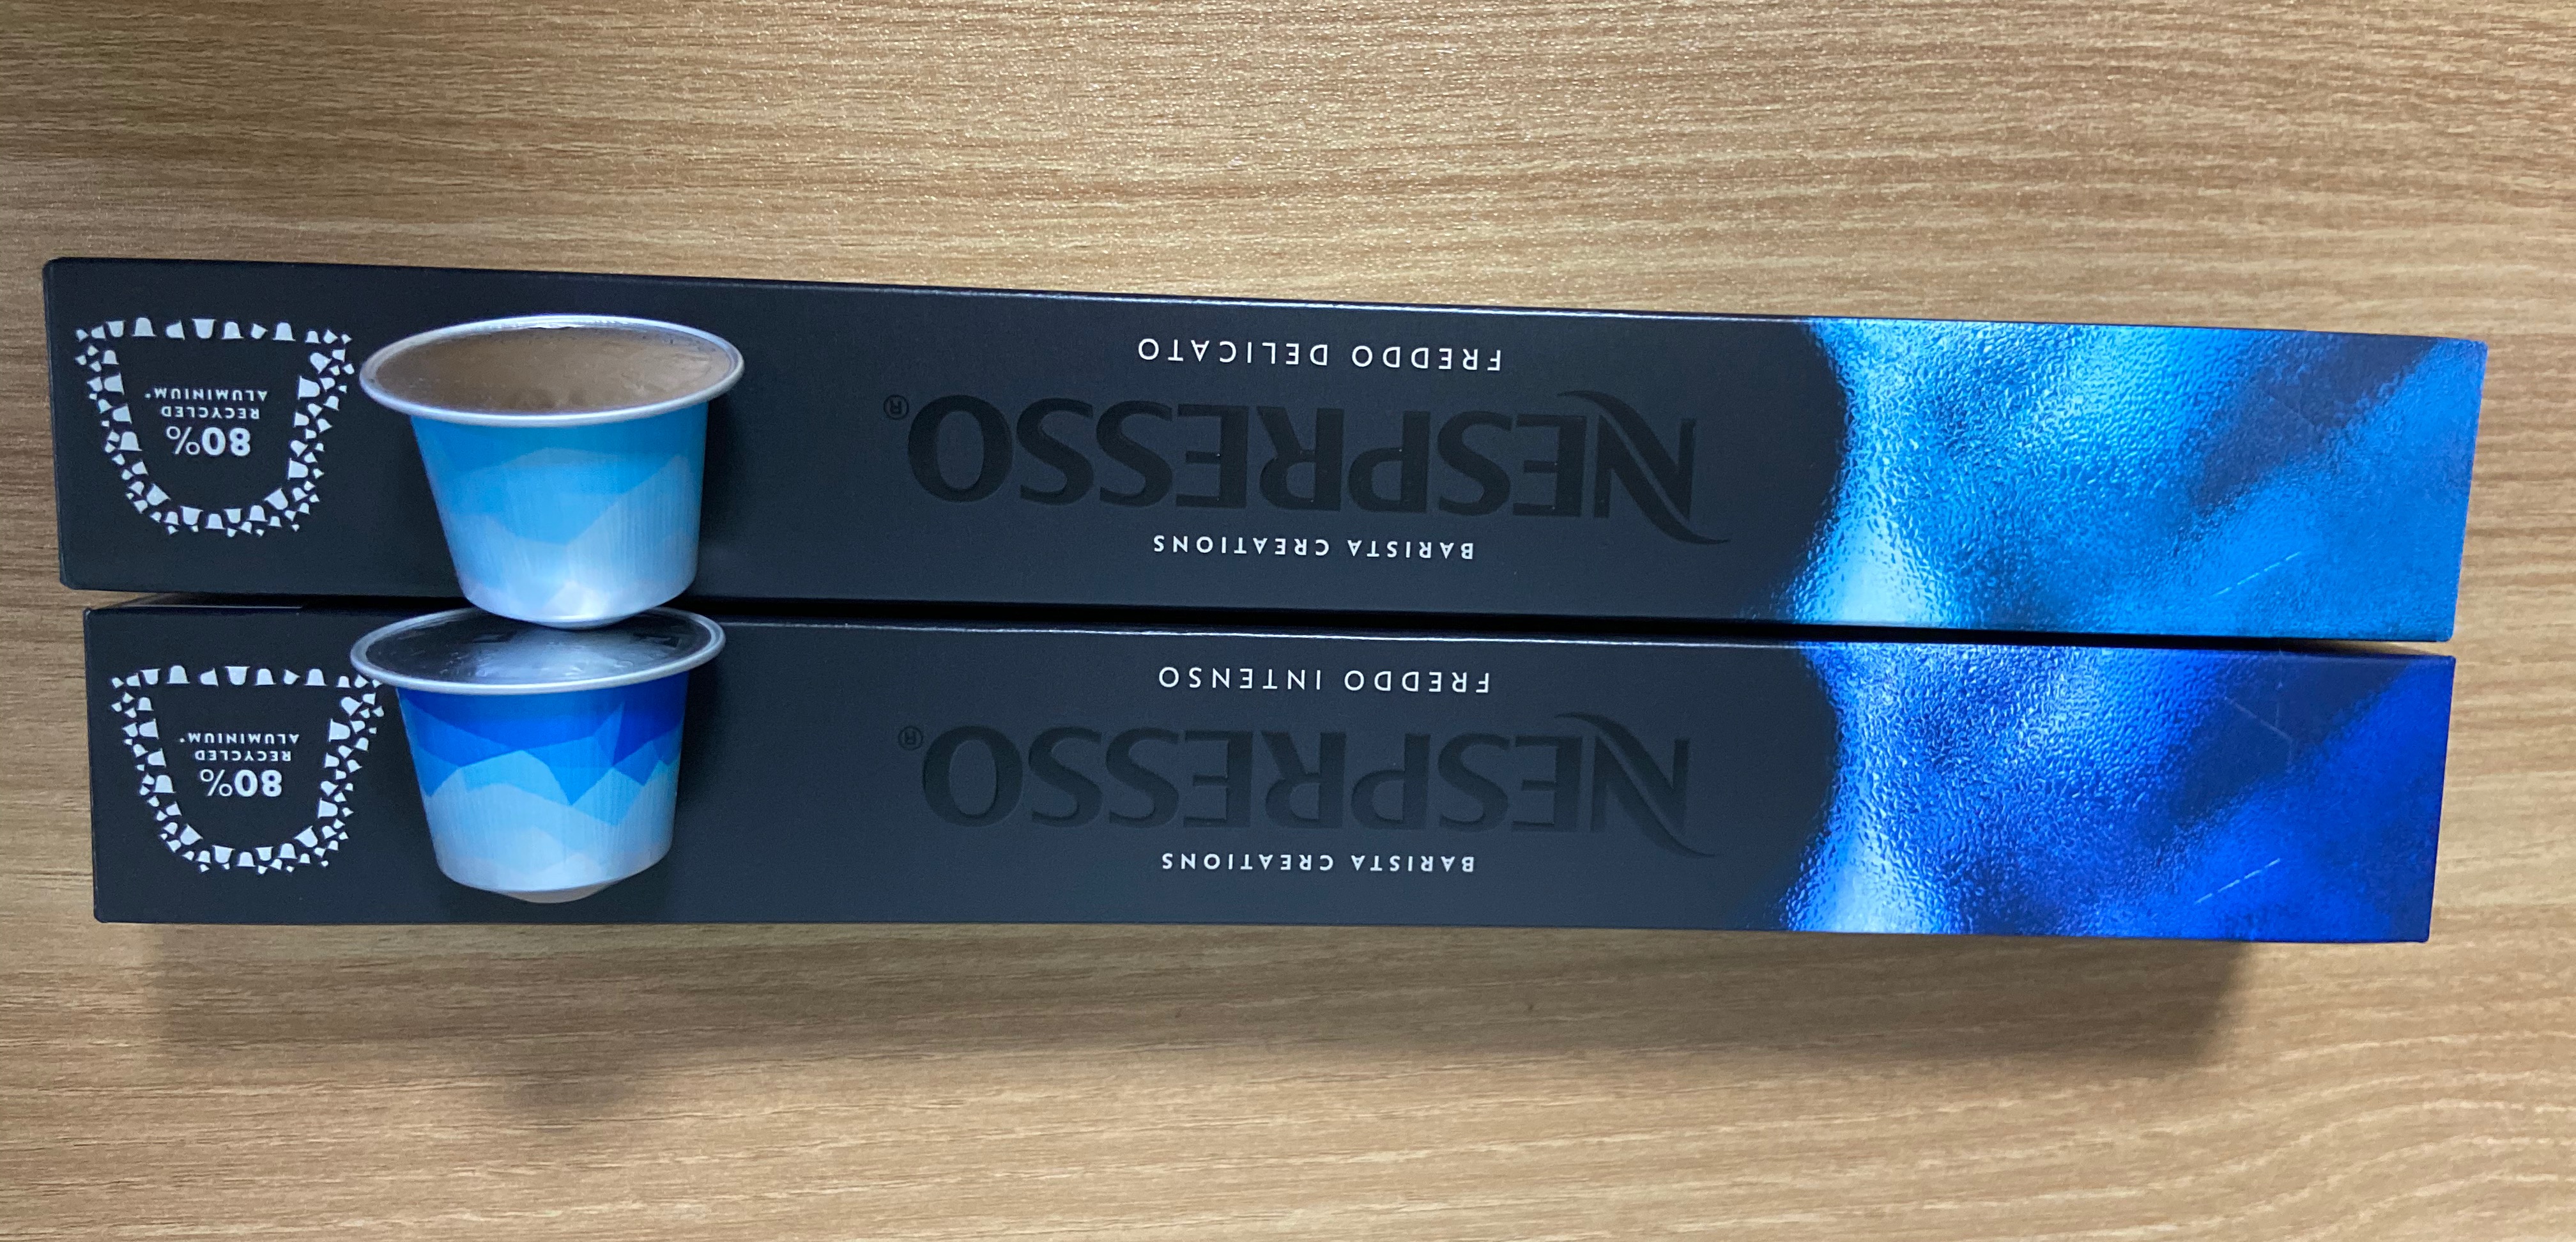 BARISTA CREATIONS
NESPRESSO®
FREDDO INTENSO
80%
RECYCLED
ALUMINIUM*
BARISTA CREATIONS
NESPRESSO®
FREDDO DELICATO
80%
RECYCLED
ALUMINIUM*